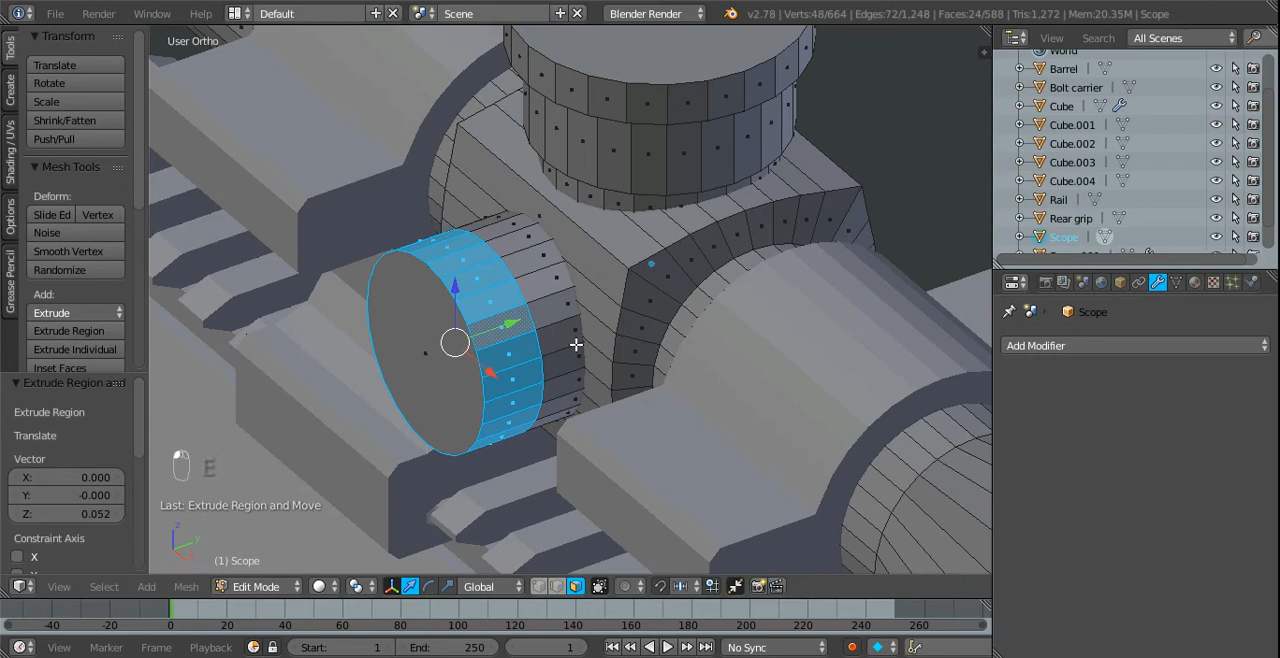 File Render Window Help Default Scene Blender Render v2.78 | Verts:48/664 | Edges:72/1,248 | Faces:24/588 | Tris:1,272 | Mem:20.35M | Scope
Tools
Create
Shading / UVs
Options
Grease Pencil
Transform
Translate
Rotate
Scale
Shrink/Fatten
Push/Pull
Mesh Tools
Deform:
Slide Ed Vertex
Noise
Smooth Vertex
Randomize
Add:
Extrude
Extrude Region
Extrude Individual
Inset Faces
Extrude Region and
Extrude Region
Translate
Vector
X: 0.000
Y: -0.000
Z: 0.052
Constraint Axis
X
User Ortho
E
Last: Extrude Region and Move
z
y
(1) Scope
View Search All Scenes
World
Barrel
Bolt carrier
Cube
Cube.001
Cube.002
Cube.003
Cube.004
Rail
Rear grip
Scope
Scope
Add Modifier
View Select Add Mesh Edit Mode Global
-40 -20 0 20 40 60 80 100 120 140 160 180 200 220 240 260
View Marker Frame Playback Start: 1 End: 250 1 No Sync